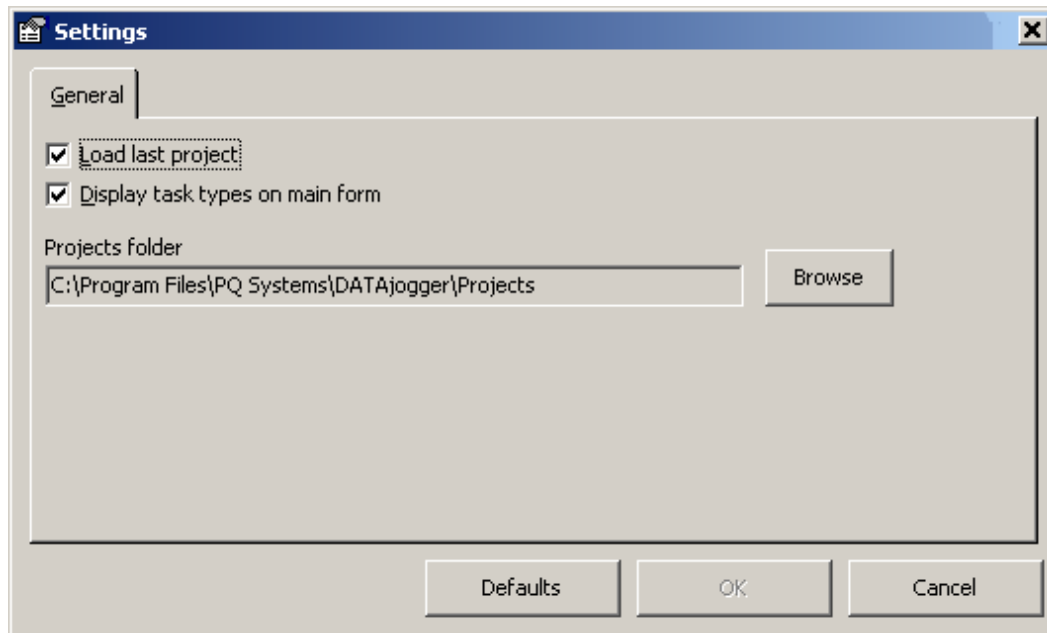 Settings
General
Load last project
Display task types on main form
Projects folder
C:\Program Files\PQ Systems\DATAjogger\Projects
Browse
Defaults
OK
Cancel